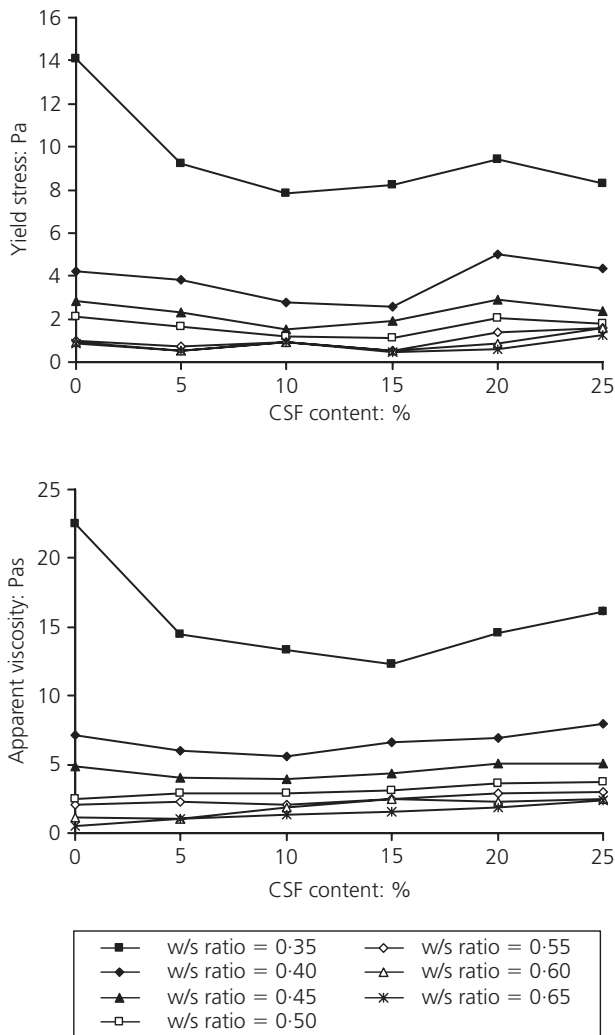 16
14
12
10
8
6
4
2
0
Yield stress: Pa
0 5 10 15 20 25
CSF content: %
25
20
15
10
5
0
Apparent viscosity: Pas
0 5 10 15 20 25
CSF content: %
w/s ratio = 0·35 w/s ratio = 0·55
w/s ratio = 0·40 w/s ratio = 0·60
w/s ratio = 0·45 w/s ratio = 0·65
w/s ratio = 0·50